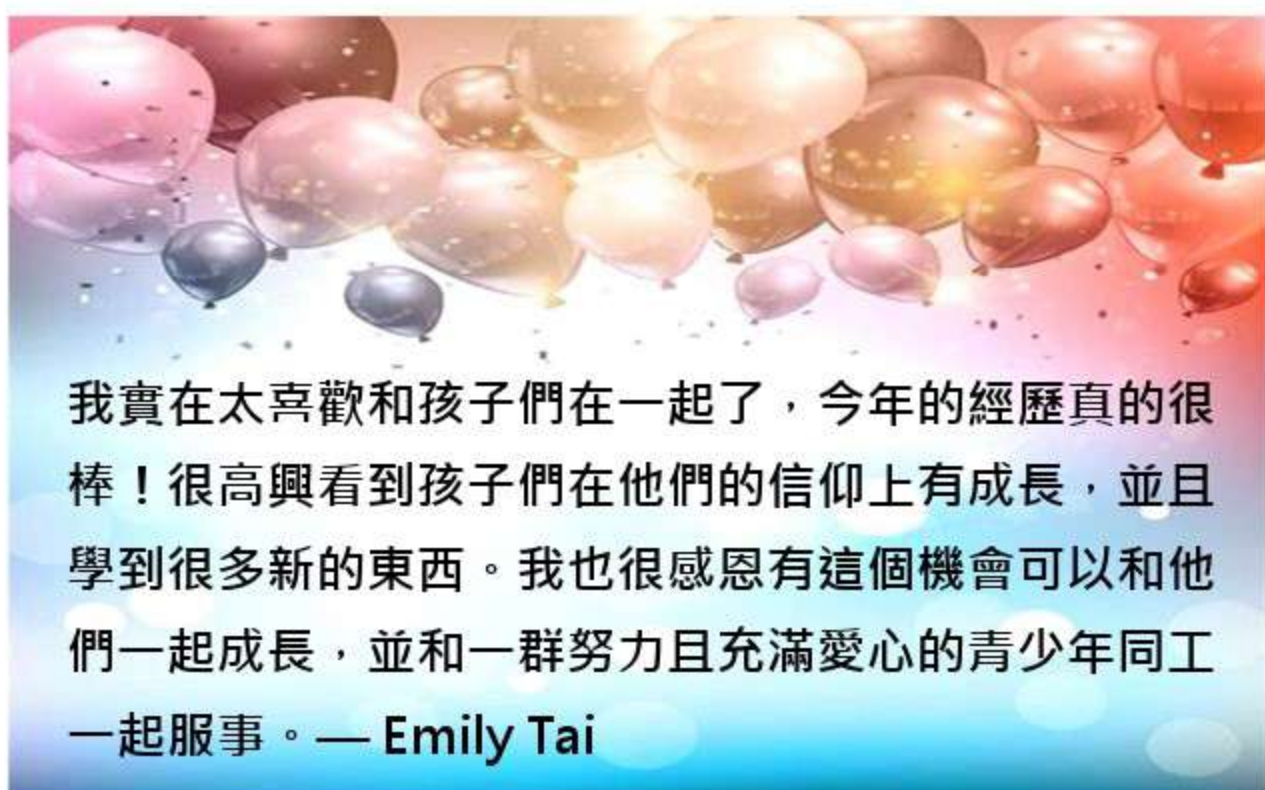 我實在太喜歡和孩子們在一起了，今年的經歷真的很
棒！很高興看到孩子們在他們的信仰上有成長，並且
學到很多新的東西。我也很感恩有這個機會可以和他
們一起成長，並和一群努力且充滿愛心的青少年同工
一起服事。— Emily Tai